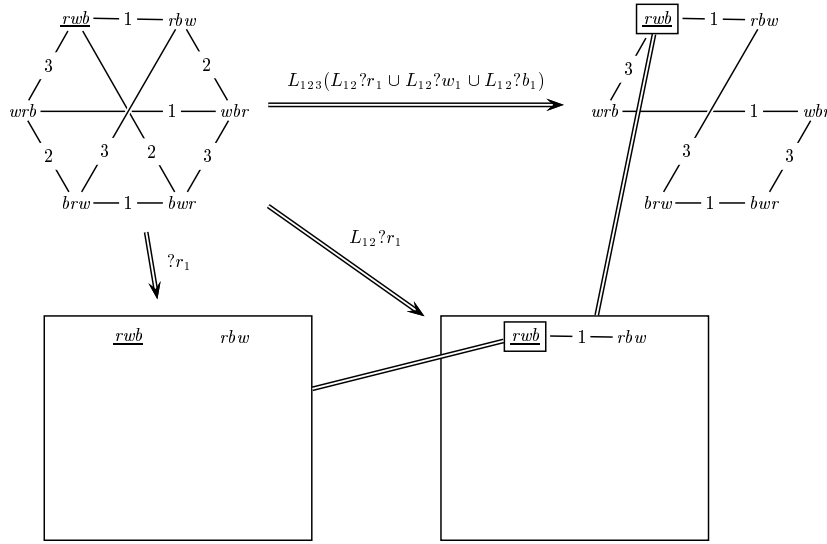 rwb 1 rbw
3 2
wrb 1 wbr
2 3 2 3
brw 1 bwr
L₁₂₃(L₁₂?r₁ ∪ L₁₂?w₁ ∪ L₁₂?b₁)
rwb 1 rbw
3
wrb 1 wbr
3 3
brw 1 bwr
?r₁
L₁₂?r₁
rwb rbw
rwb 1 rbw